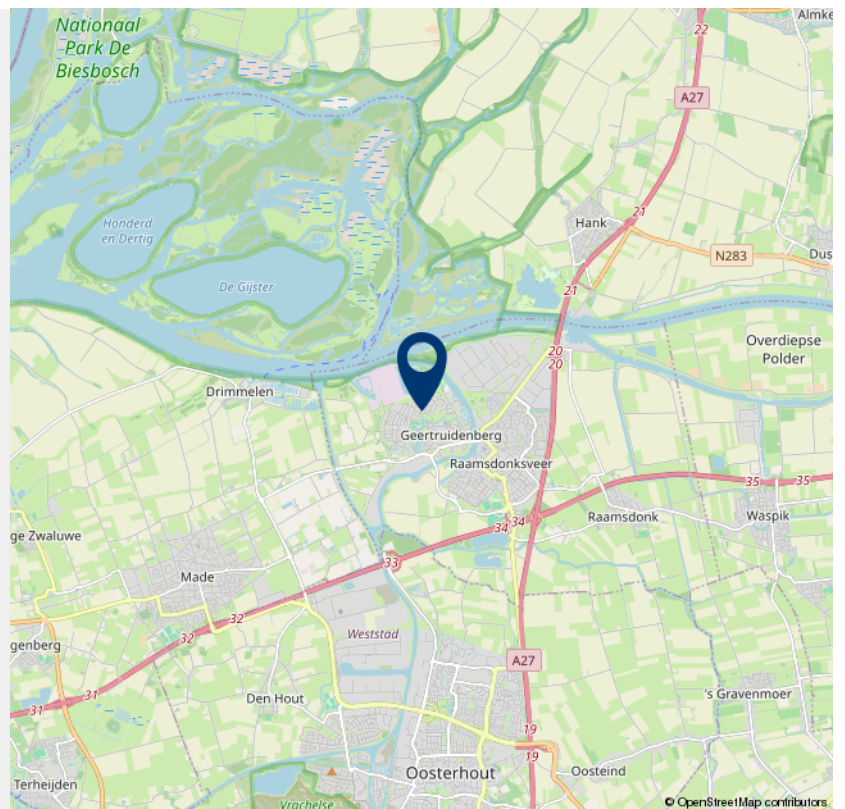 Nationaal
Park De
Biesbosch
Almke
22
A27
Honderd
en Dertig
Hank
21
N283
Dus
De Gijster
21
Overdiepse
Polder
20
20
Drimmelen
Geertruidenberg
Raamsdonksveer
35
35
ge Zwaluwe
34
34
Raamsdonk
Waspik
33
Made
32
32
Weststad
genberg
A27
31
31
Den Hout
's Gravenmoer
19
19
Terheijden
Oosterhout
Oosteind
Vrachelse
© OpenStreetMap contributors